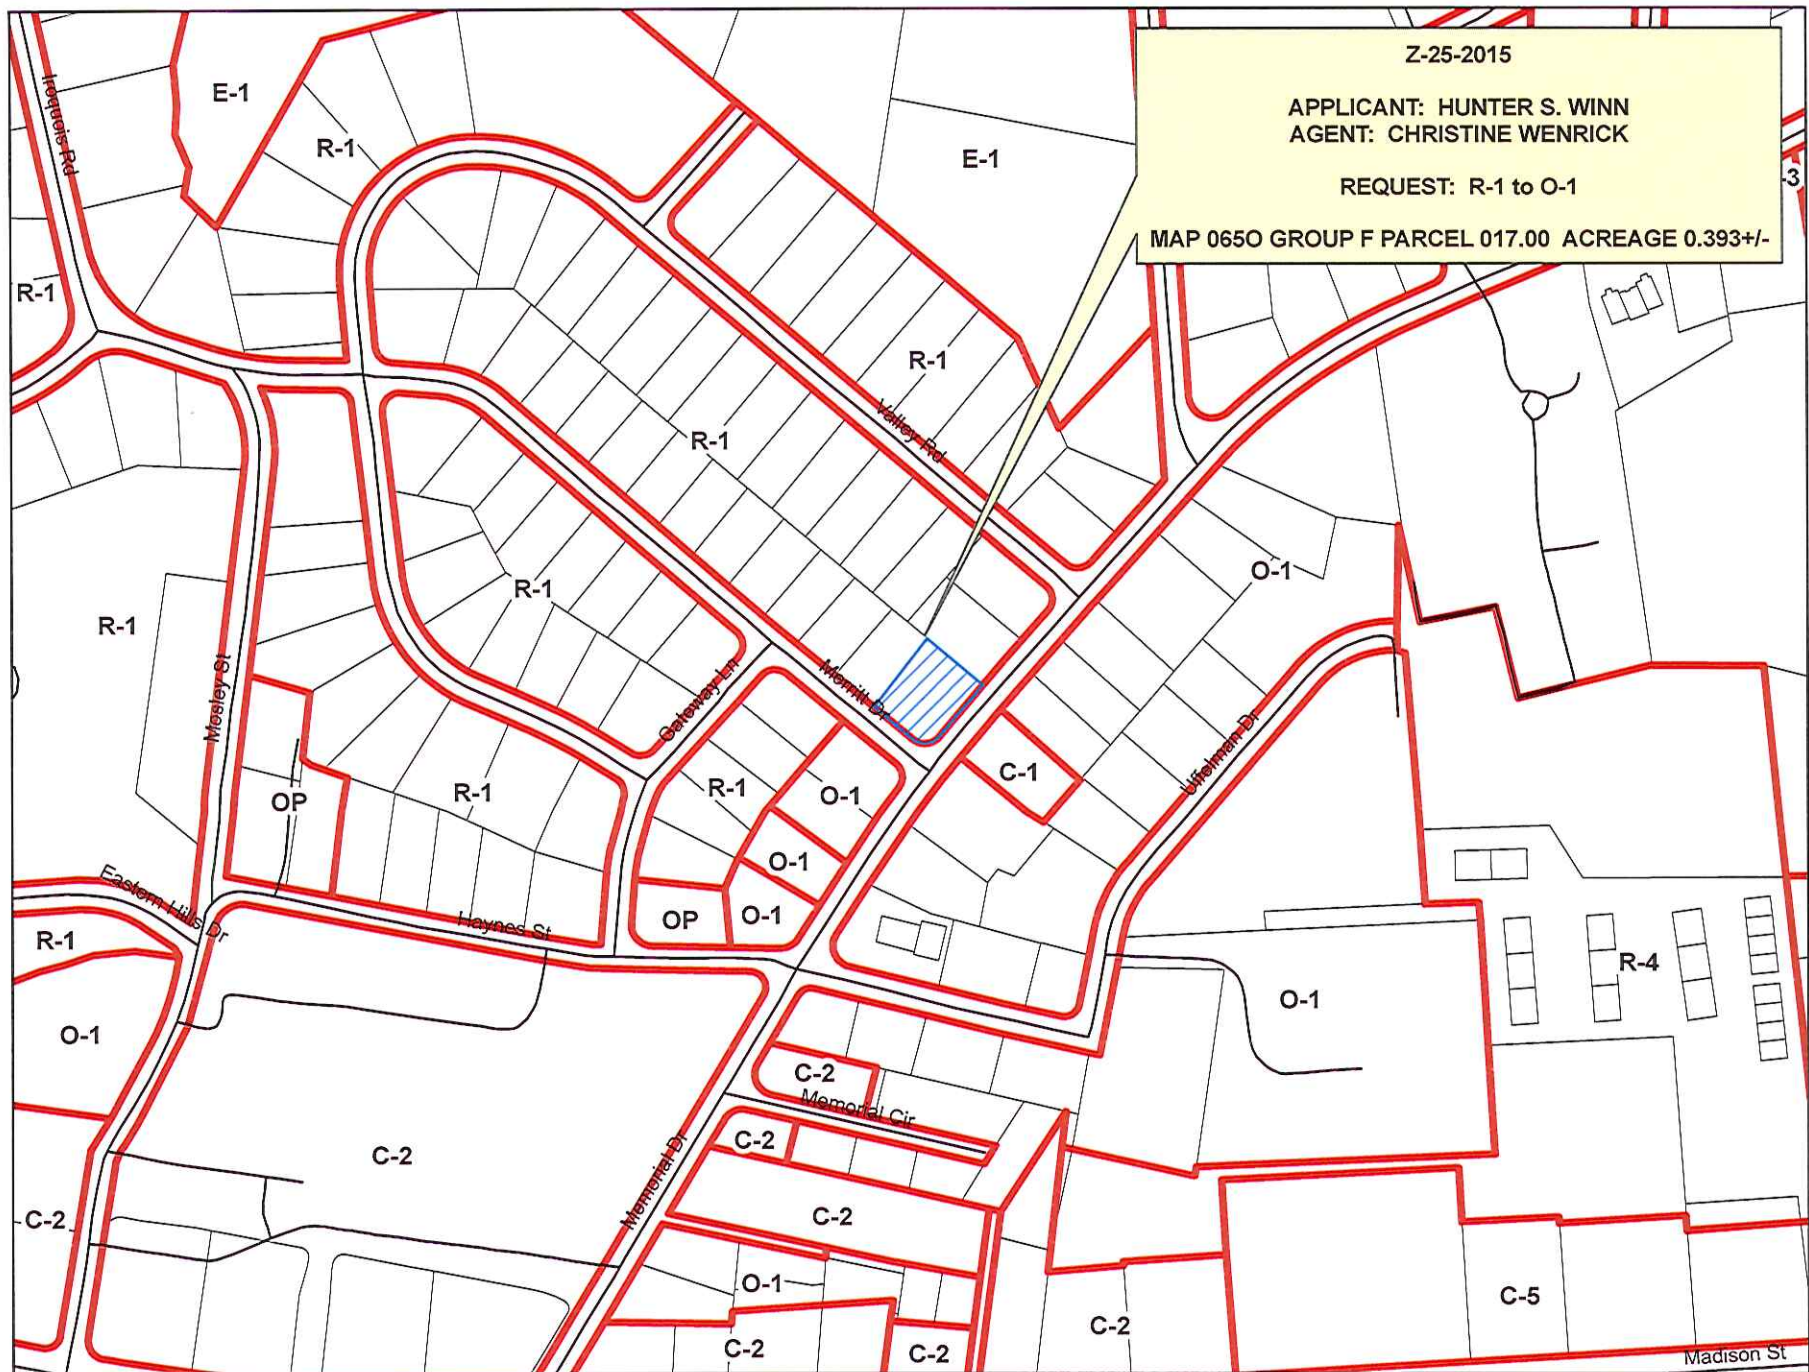 Z-25-2015
APPLICANT: HUNTER S. WINN
AGENT: CHRISTINE WENRICK
REQUEST: R-1 to O-1
MAP 065O GROUP F PARCEL 017.00 ACREAGE 0.393+/-
E-1
Iroquois Rd
R-1
E-1
-3
R-1
R-1
Valley Rd
R-1
O-1
R-1
R-1
Mosley St
Gateway Ln
Merritt Dr
Uffelman Dr
C-1
R-1
R-1
O-1
OP
O-1
Eastern Hills Dr
Haynes St
OP
O-1
R-1
R-4
O-1
O-1
C-2
Memorial Cir
C-2
C-2
Memorial Dr
C-2
C-2
O-1
C-5
C-2
C-2
C-2
Madison St